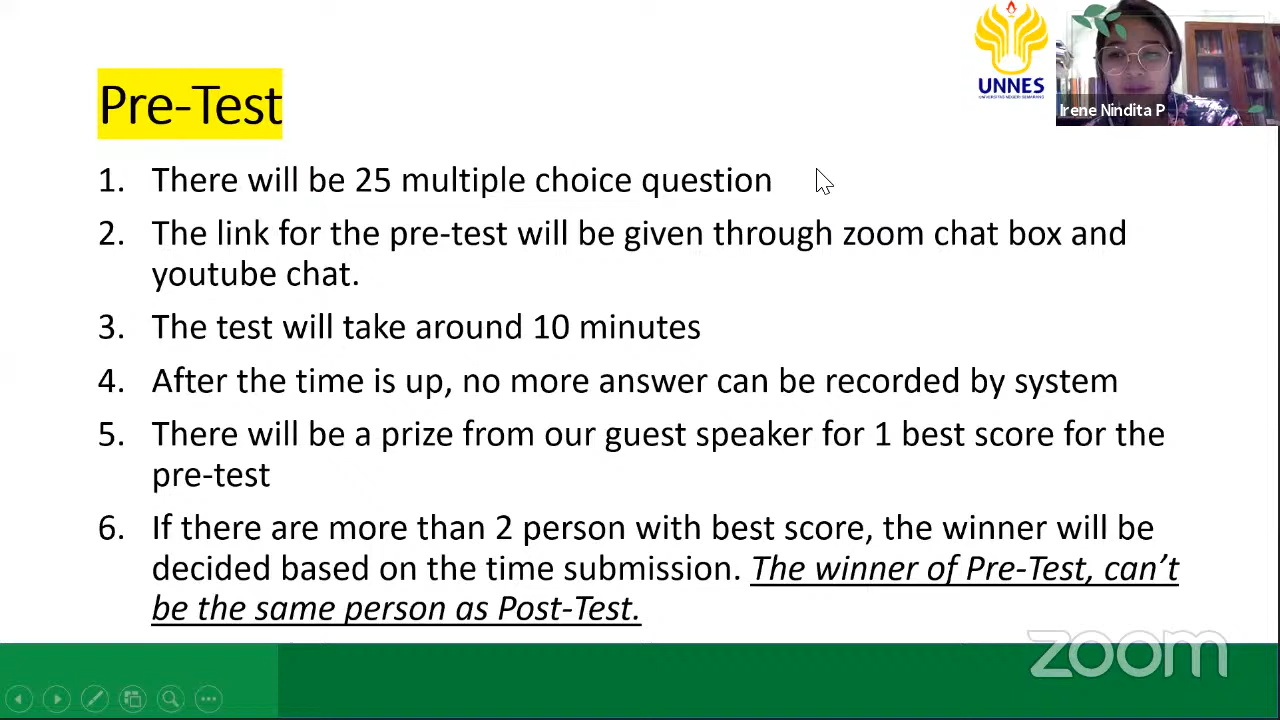 UNNES
UNIVERSITAS NEGERI SEMARANG
Irene Nindita P
Pre-Test
1. There will be 25 multiple choice question
2. The link for the pre-test will be given through zoom chat box and
youtube chat.
3. The test will take around 10 minutes
4. After the time is up, no more answer can be recorded by system
5. There will be a prize from our guest speaker for 1 best score for the
pre-test
6. If there are more than 2 person with best score, the winner will be
decided based on the time submission. The winner of Pre-Test, can’t
be the same person as Post-Test.
zoom